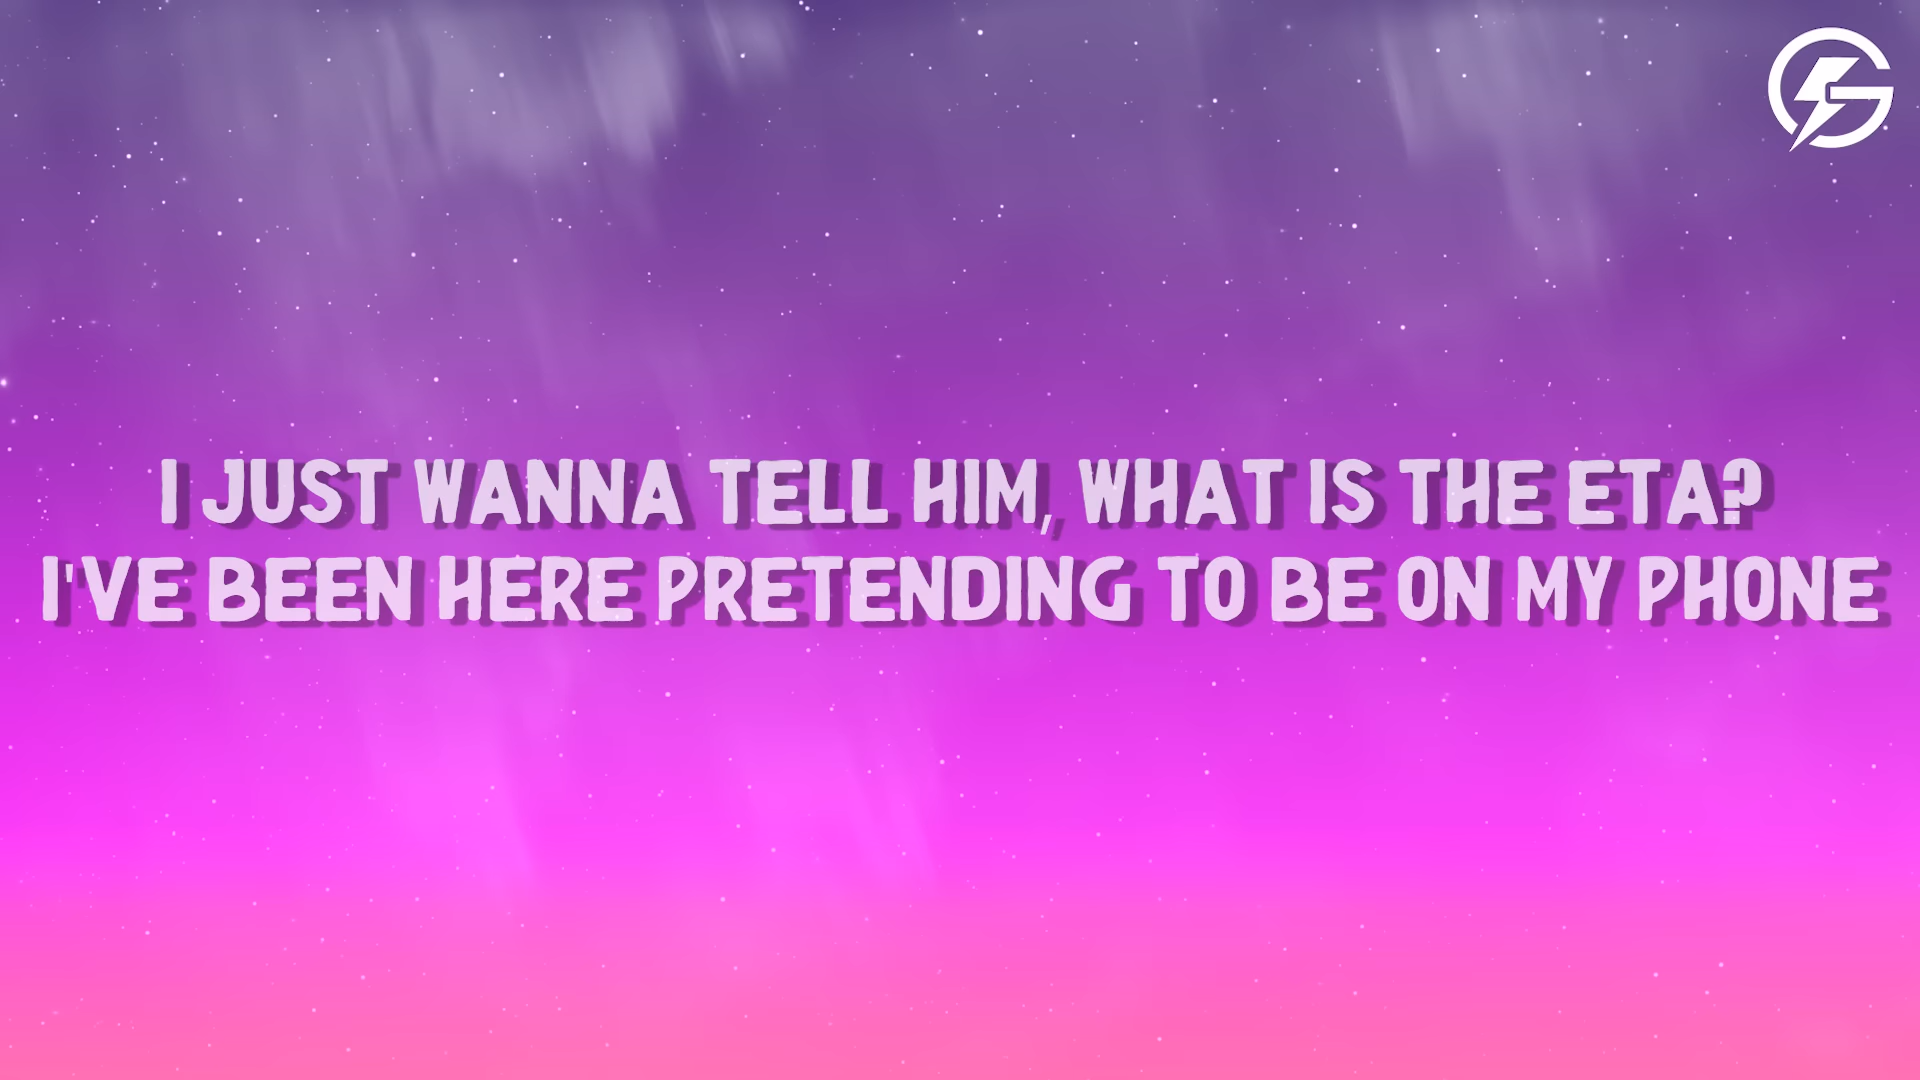 I JUST WANNA TELL HIM, WHAT IS THE ETA?
I'VE BEEN HERE PRETENDING TO BE ON MY PHONE